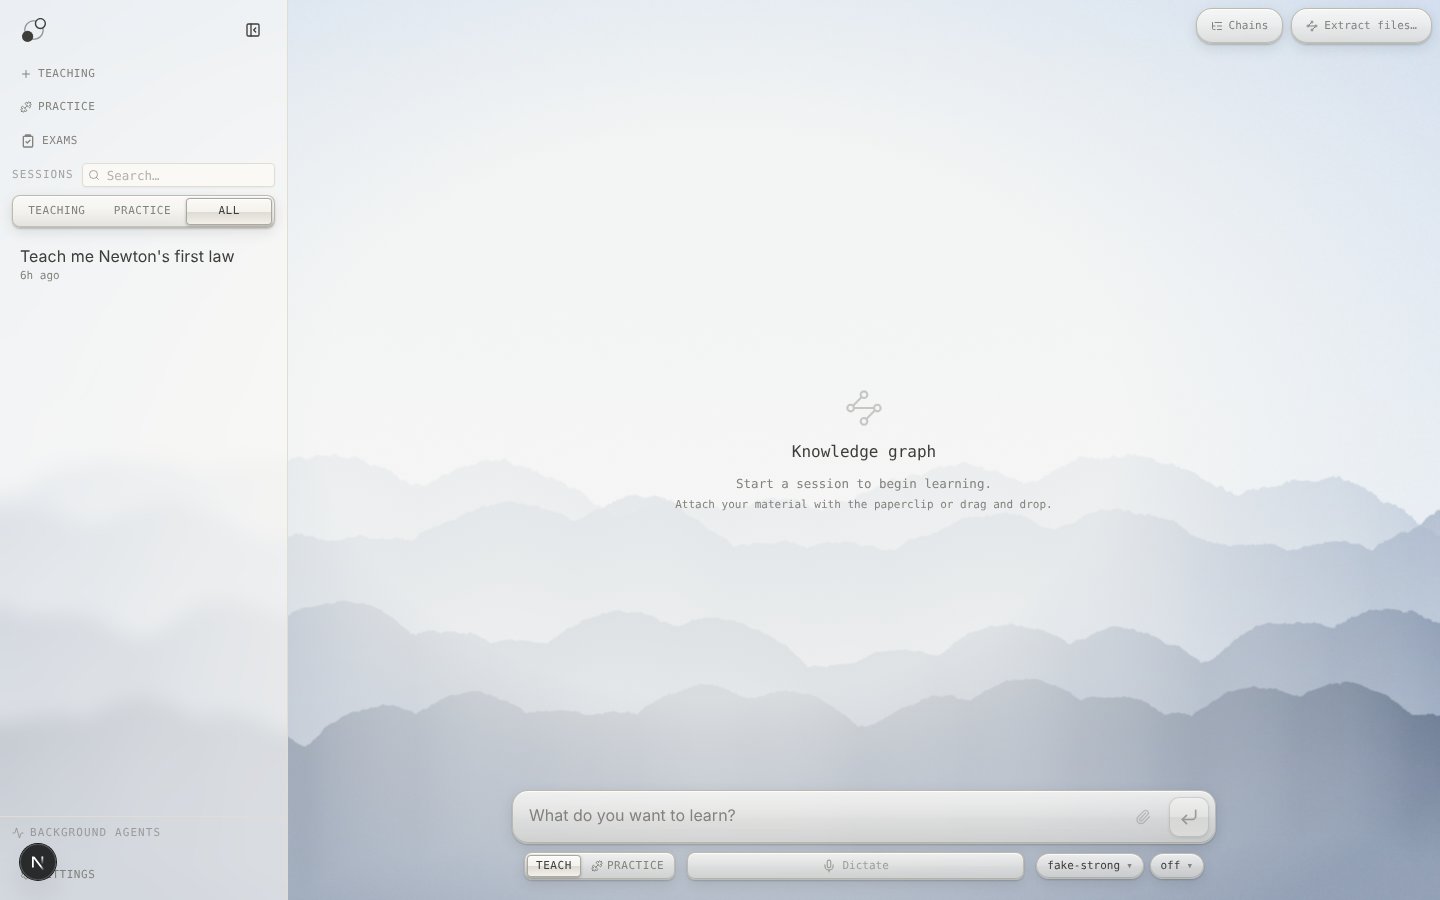 TEACHING
PRACTICE
EXAMS
SESSIONS
Search…
TEACHING PRACTICE ALL
Teach me Newton's first law
6h ago
BACKGROUND AGENTS
N
TTINGS
Chains
Extract files…
Knowledge graph
Start a session to begin learning.
Attach your material with the paperclip or drag and drop.
What do you want to learn?
TEACH PRACTICE Dictate fake-strong off